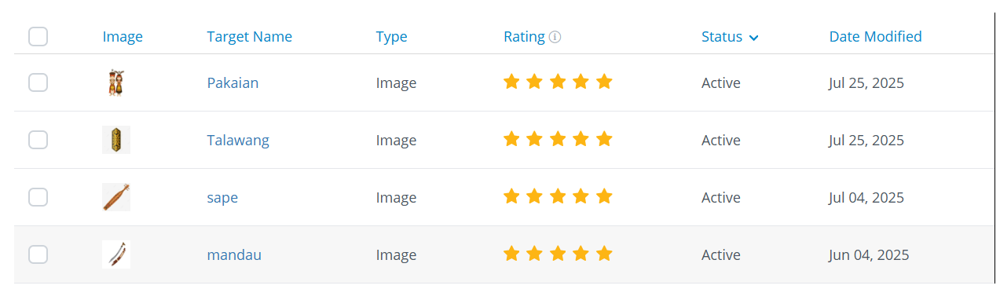 Image Target Name Type Rating Status Date Modified
Pakaian Image Active Jul 25, 2025
Talawang Image Active Jul 25, 2025
sape Image Active Jul 04, 2025
mandau Image Active Jun 04, 2025